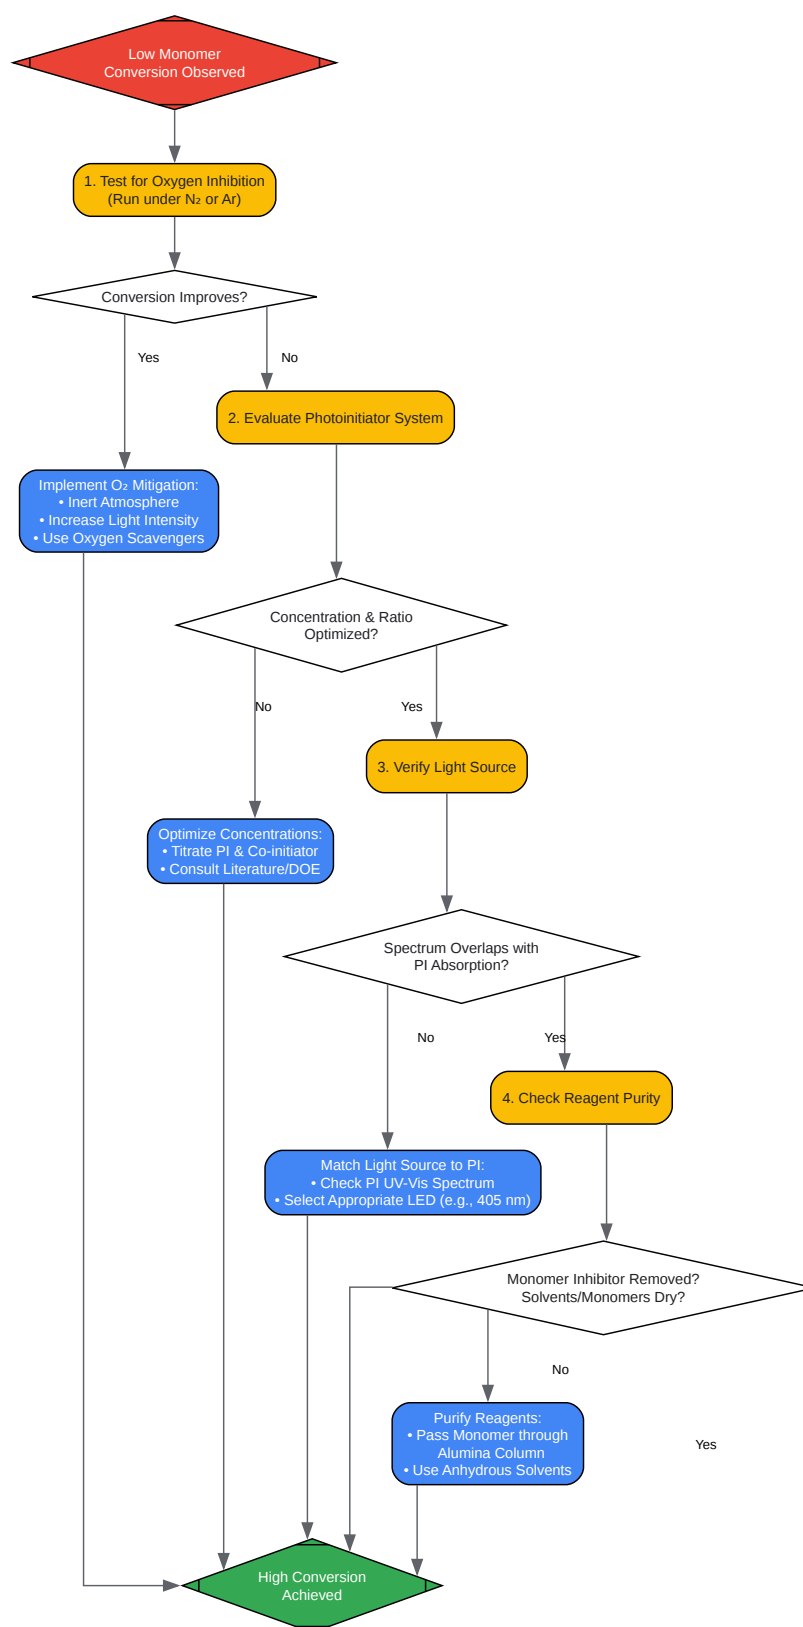 Low Monomer
Conversion Observed
1. Test for Oxygen Inhibition
(Run under N₂ or Ar)
Conversion Improves?
Yes
No
2. Evaluate Photoinitiator System
Implement O₂ Mitigation:
• Inert Atmosphere
• Increase Light Intensity
• Use Oxygen Scavengers
Concentration & Ratio
Optimized?
No
Yes
3. Verify Light Source
Optimize Concentrations:
• Titrate PI & Co-initiator
• Consult Literature/DOE
Spectrum Overlaps with
PI Absorption?
No
Yes
4. Check Reagent Purity
Match Light Source to PI:
• Check PI UV-Vis Spectrum
• Select Appropriate LED (e.g., 405 nm)
Monomer Inhibitor Removed?
Solvents/Monomers Dry?
No
Purify Reagents:
• Pass Monomer through
Alumina Column
• Use Anhydrous Solvents
Yes
High Conversion
Achieved